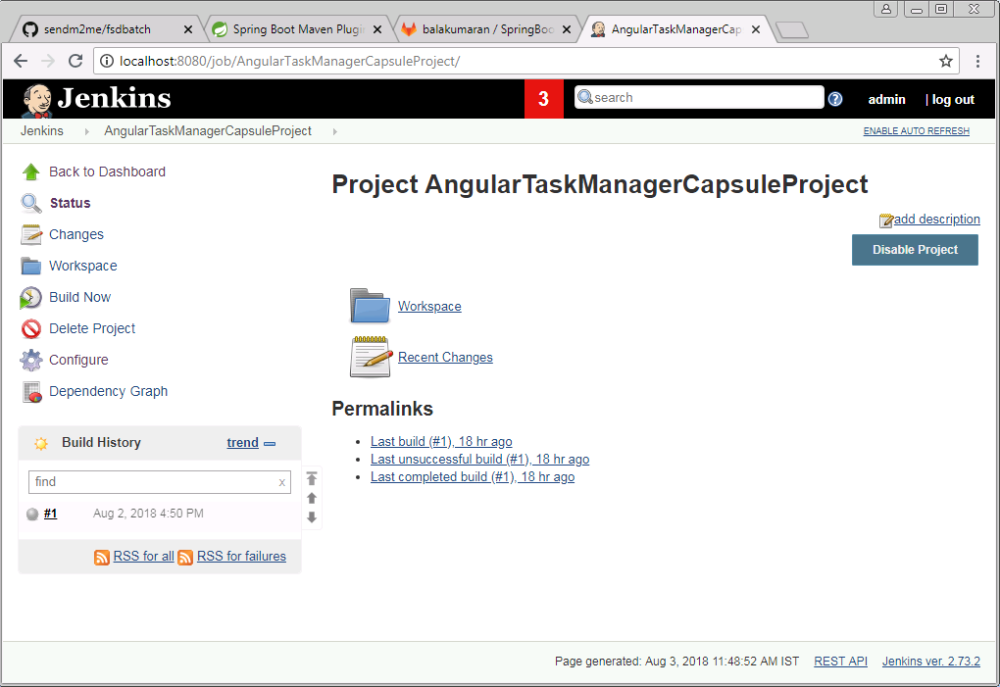 sendm2me/fsdbatch
Spring Boot Maven Plugi
balakumaran / SpringBoo
AngularTaskManagerCap
localhost:8080/job/AngularTaskManagerCapsuleProject/
Jenkins
3
search
?
admin
| log out
Jenkins
AngularTaskManagerCapsuleProject
ENABLE AUTO REFRESH
Back to Dashboard
Status
Changes
Workspace
Build Now
Delete Project
Configure
Dependency Graph
Build History
trend
find
x
#1
Aug 2, 2018 4:50 PM
RSS for all
RSS for failures
Project AngularTaskManagerCapsuleProject
add description
Disable Project
Workspace
Recent Changes
Permalinks
Last build (#1), 18 hr ago
Last unsuccessful build (#1), 18 hr ago
Last completed build (#1), 18 hr ago
Page generated: Aug 3, 2018 11:48:52 AM IST
REST API
Jenkins ver. 2.73.2